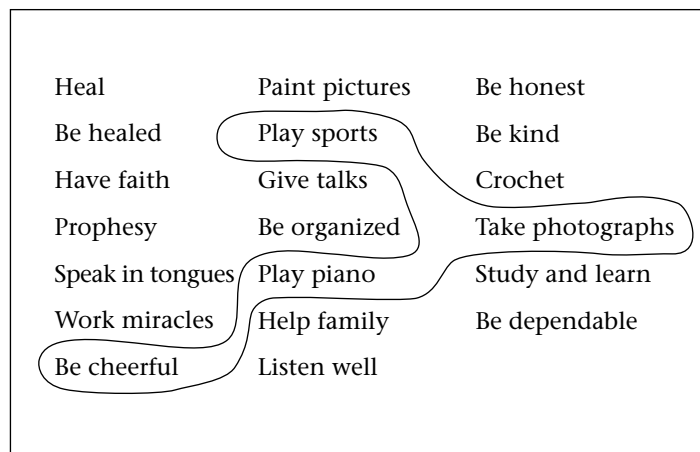 Heal
Be healed
Have faith
Prophesy
Speak in tongues
Work miracles
Be cheerful
Paint pictures
Play sports
Give talks
Be organized
Play piano
Help family
Listen well
Be honest
Be kind
Crochet
Take photographs
Study and learn
Be dependable